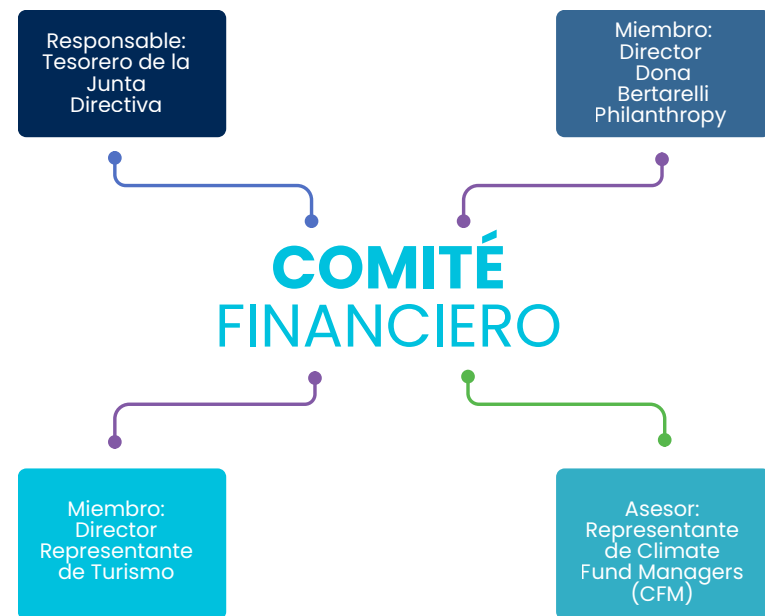 Responsable:
Tesorero de la
Junta
Directiva
Miembro:
Director
Dona
Bertarelli
Philanthropy
COMITÉ
FINANCIERO
Miembro:
Director
Representante
de Turismo
Asesor:
Representante
de Climate
Fund Managers
(CFM)